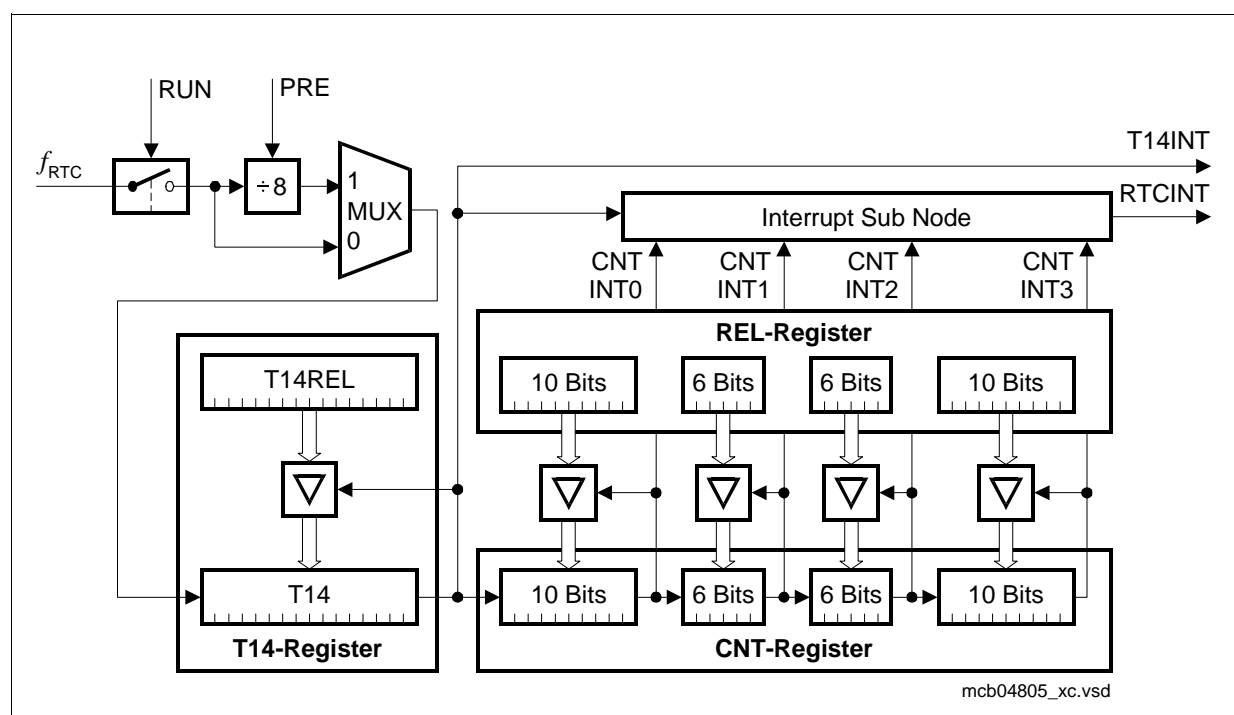 RUN
PRE
fRTC
÷8
1
MUX
0
T14INT
RTCINT
Interrupt Sub Node
CNT INT0
CNT INT1
CNT INT2
CNT INT3
REL-Register
10 Bits
6 Bits
6 Bits
10 Bits
T14REL
T14
T14-Register
10 Bits
6 Bits
6 Bits
10 Bits
CNT-Register
mcb04805_xc.vsd